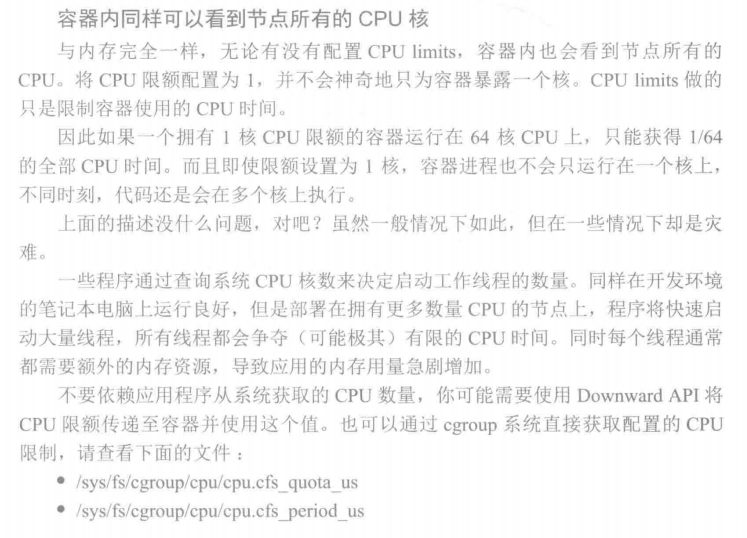 容器内同样可以看到节点所有的 CPU 核
与内存完全一样，无论有没有配置 CPU limits，容器内也会看到节点所有的
CPU。将 CPU 限额配置为 1，并不会神奇地只为容器暴露一个核。CPU limits 做的
只是限制容器使用的 CPU 时间。
因此如果一个拥有 1 核 CPU 限额的容器运行在 64 核 CPU 上，只能获得 1/64
的全部 CPU 时间。而且即使限额设置为 1 核，容器进程也不会只运行在一个核上，
不同时刻，代码还是会在多个核上执行。
上面的描述没什么问题，对吧？虽然一般情况下如此，但在一些情况下却是灾
难。
一些程序通过查询系统 CPU 核数来决定启动工作线程的数量。同样在开发环境
的笔记本电脑上运行良好，但是部署在拥有更多数量 CPU 的节点上，程序将快速启
动大量线程，所有线程都会争夺（可能极其）有限的 CPU 时间。同时每个线程通常
都需要额外的内存资源，导致应用的内存用量急剧增加。
不要依赖应用程序从系统获取的 CPU 数量，你可能需要使用 Downward API 将
CPU 限额传递至容器并使用这个值。也可以通过 cgroup 系统直接获取配置的 CPU
限制，请查看下面的文件：
• /sys/fs/cgroup/cpu/cpu.cfs_quota_us
• /sys/fs/cgroup/cpu/cpu.cfs_period_us